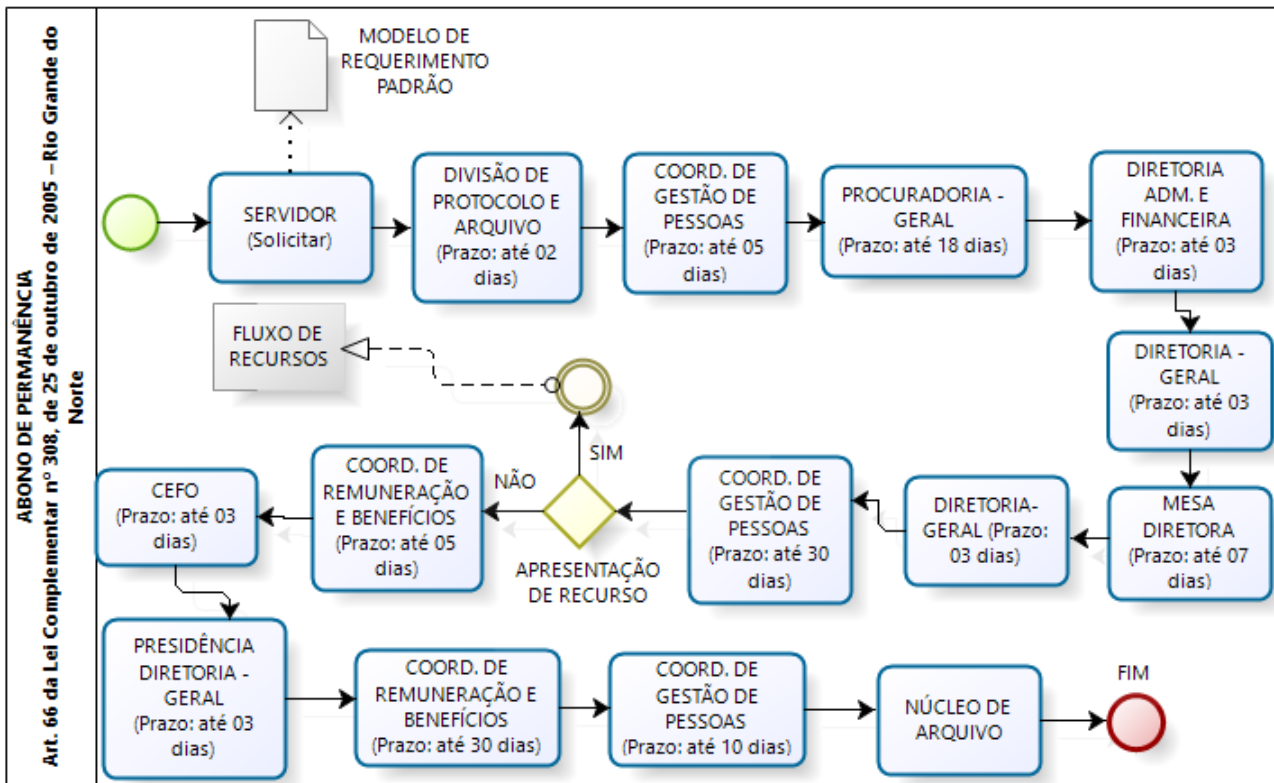 ABONO DE PERMANÊNCIA
Art. 66 da Lei Complementar nº 308, de 25 de outubro de 2005 – Rio Grande do
Norte
MODELO DE
REQUERIMENTO
PADRÃO
SERVIDOR
(Solicitar)
DIVISÃO DE
PROTOCOLO E
ARQUIVO
(Prazo: até 02
dias)
COORD. DE
GESTÃO DE
PESSOAS
(Prazo: até 05
dias)
PROCURADORIA -
GERAL
(Prazo: até 18 dias)
DIRETORIA
ADM. E
FINANCEIRA
(Prazo: até 03
dias)
DIRETORIA -
GERAL
(Prazo: até 03
dias)
MESA
DIRETORA
(Prazo: até 07
dias)
DIRETORIA-
GERAL (Prazo:
03 dias)
COORD. DE
GESTÃO DE
PESSOAS
(Prazo: até 30
dias)
APRESENTAÇÃO
DE RECURSO
SIM
FLUXO DE
RECURSOS
NÃO
COORD. DE
REMUNERAÇÃO
E BENEFÍCIOS
(Prazo: até 05
dias)
CEFO
(Prazo: até 03
dias)
PRESIDÊNCIA
DIRETORIA -
GERAL
(Prazo: até 03
dias)
COORD. DE
REMUNERAÇÃO E
BENEFÍCIOS
(Prazo: até 30 dias)
COORD. DE
GESTÃO DE
PESSOAS
(Prazo: até 10 dias)
NÚCLEO DE
ARQUIVO
FIM